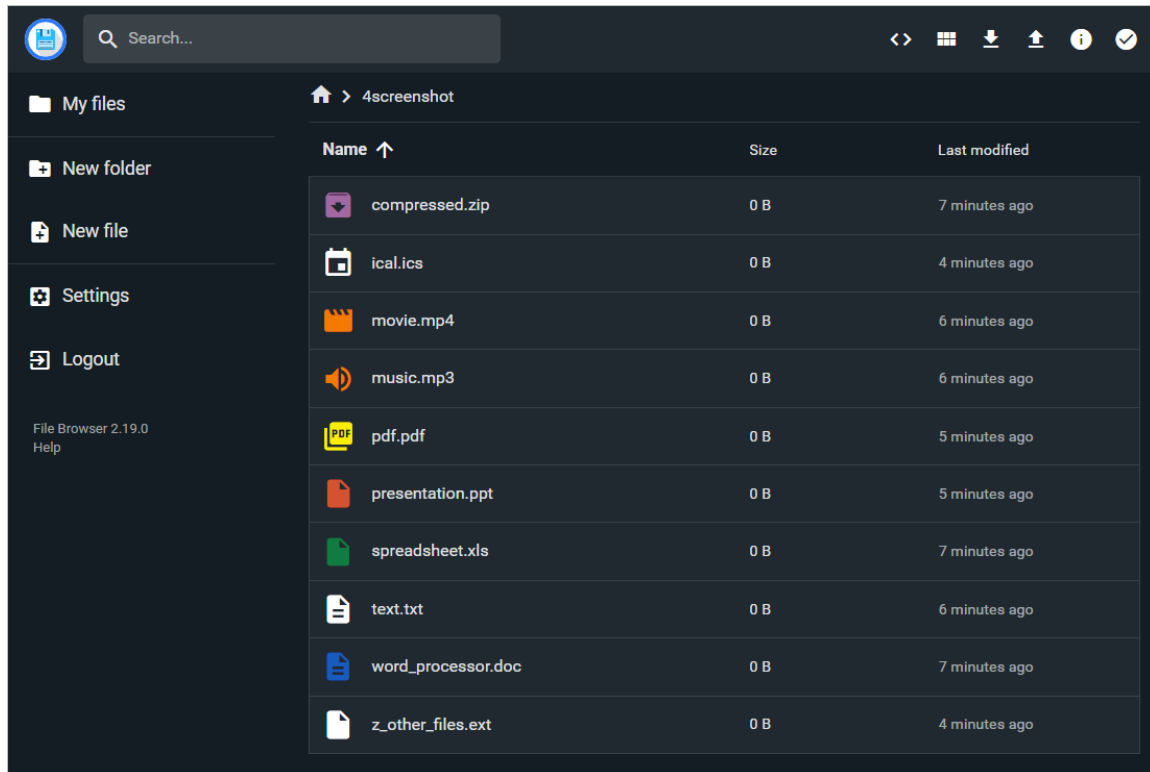 Search...
My files
New folder
New file
Settings
Logout
File Browser 2.19.0
Help
4screenshot
Name Size Last modified
compressed.zip 0 B 7 minutes ago
ical.ics 0 B 4 minutes ago
movie.mp4 0 B 6 minutes ago
music.mp3 0 B 6 minutes ago
PDF pdf.pdf 0 B 5 minutes ago
presentation.ppt 0 B 5 minutes ago
spreadsheet.xls 0 B 7 minutes ago
text.txt 0 B 6 minutes ago
word_processor.doc 0 B 7 minutes ago
z_other_files.ext 0 B 4 minutes ago